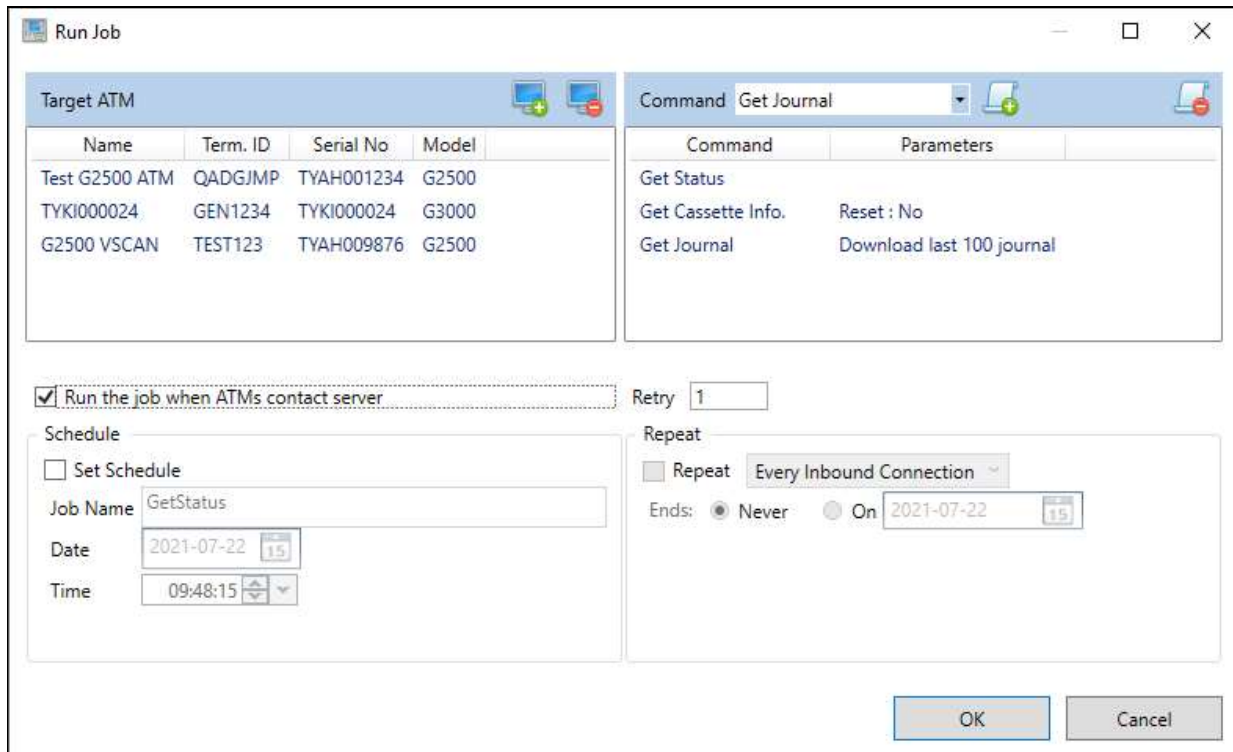 Run Job
Target ATM
Name Term. ID Serial No Model
Test G2500 ATM QADGJMP TYAH001234 G2500
TYKI000024 GEN1234 TYKI000024 G3000
G2500 VSCAN TEST123 TYAH009876 G2500
Command Get Journal
Command Parameters
Get Status
Get Cassette Info. Reset : No
Get Journal Download last 100 journal
Run the job when ATMs contact server
Retry 1
Schedule
Set Schedule
Job Name GetStatus
Date 2021-07-22 15
Time 09:48:15
Repeat
Repeat Every Inbound Connection
Ends: Never On 2021-07-22 15
OK Cancel